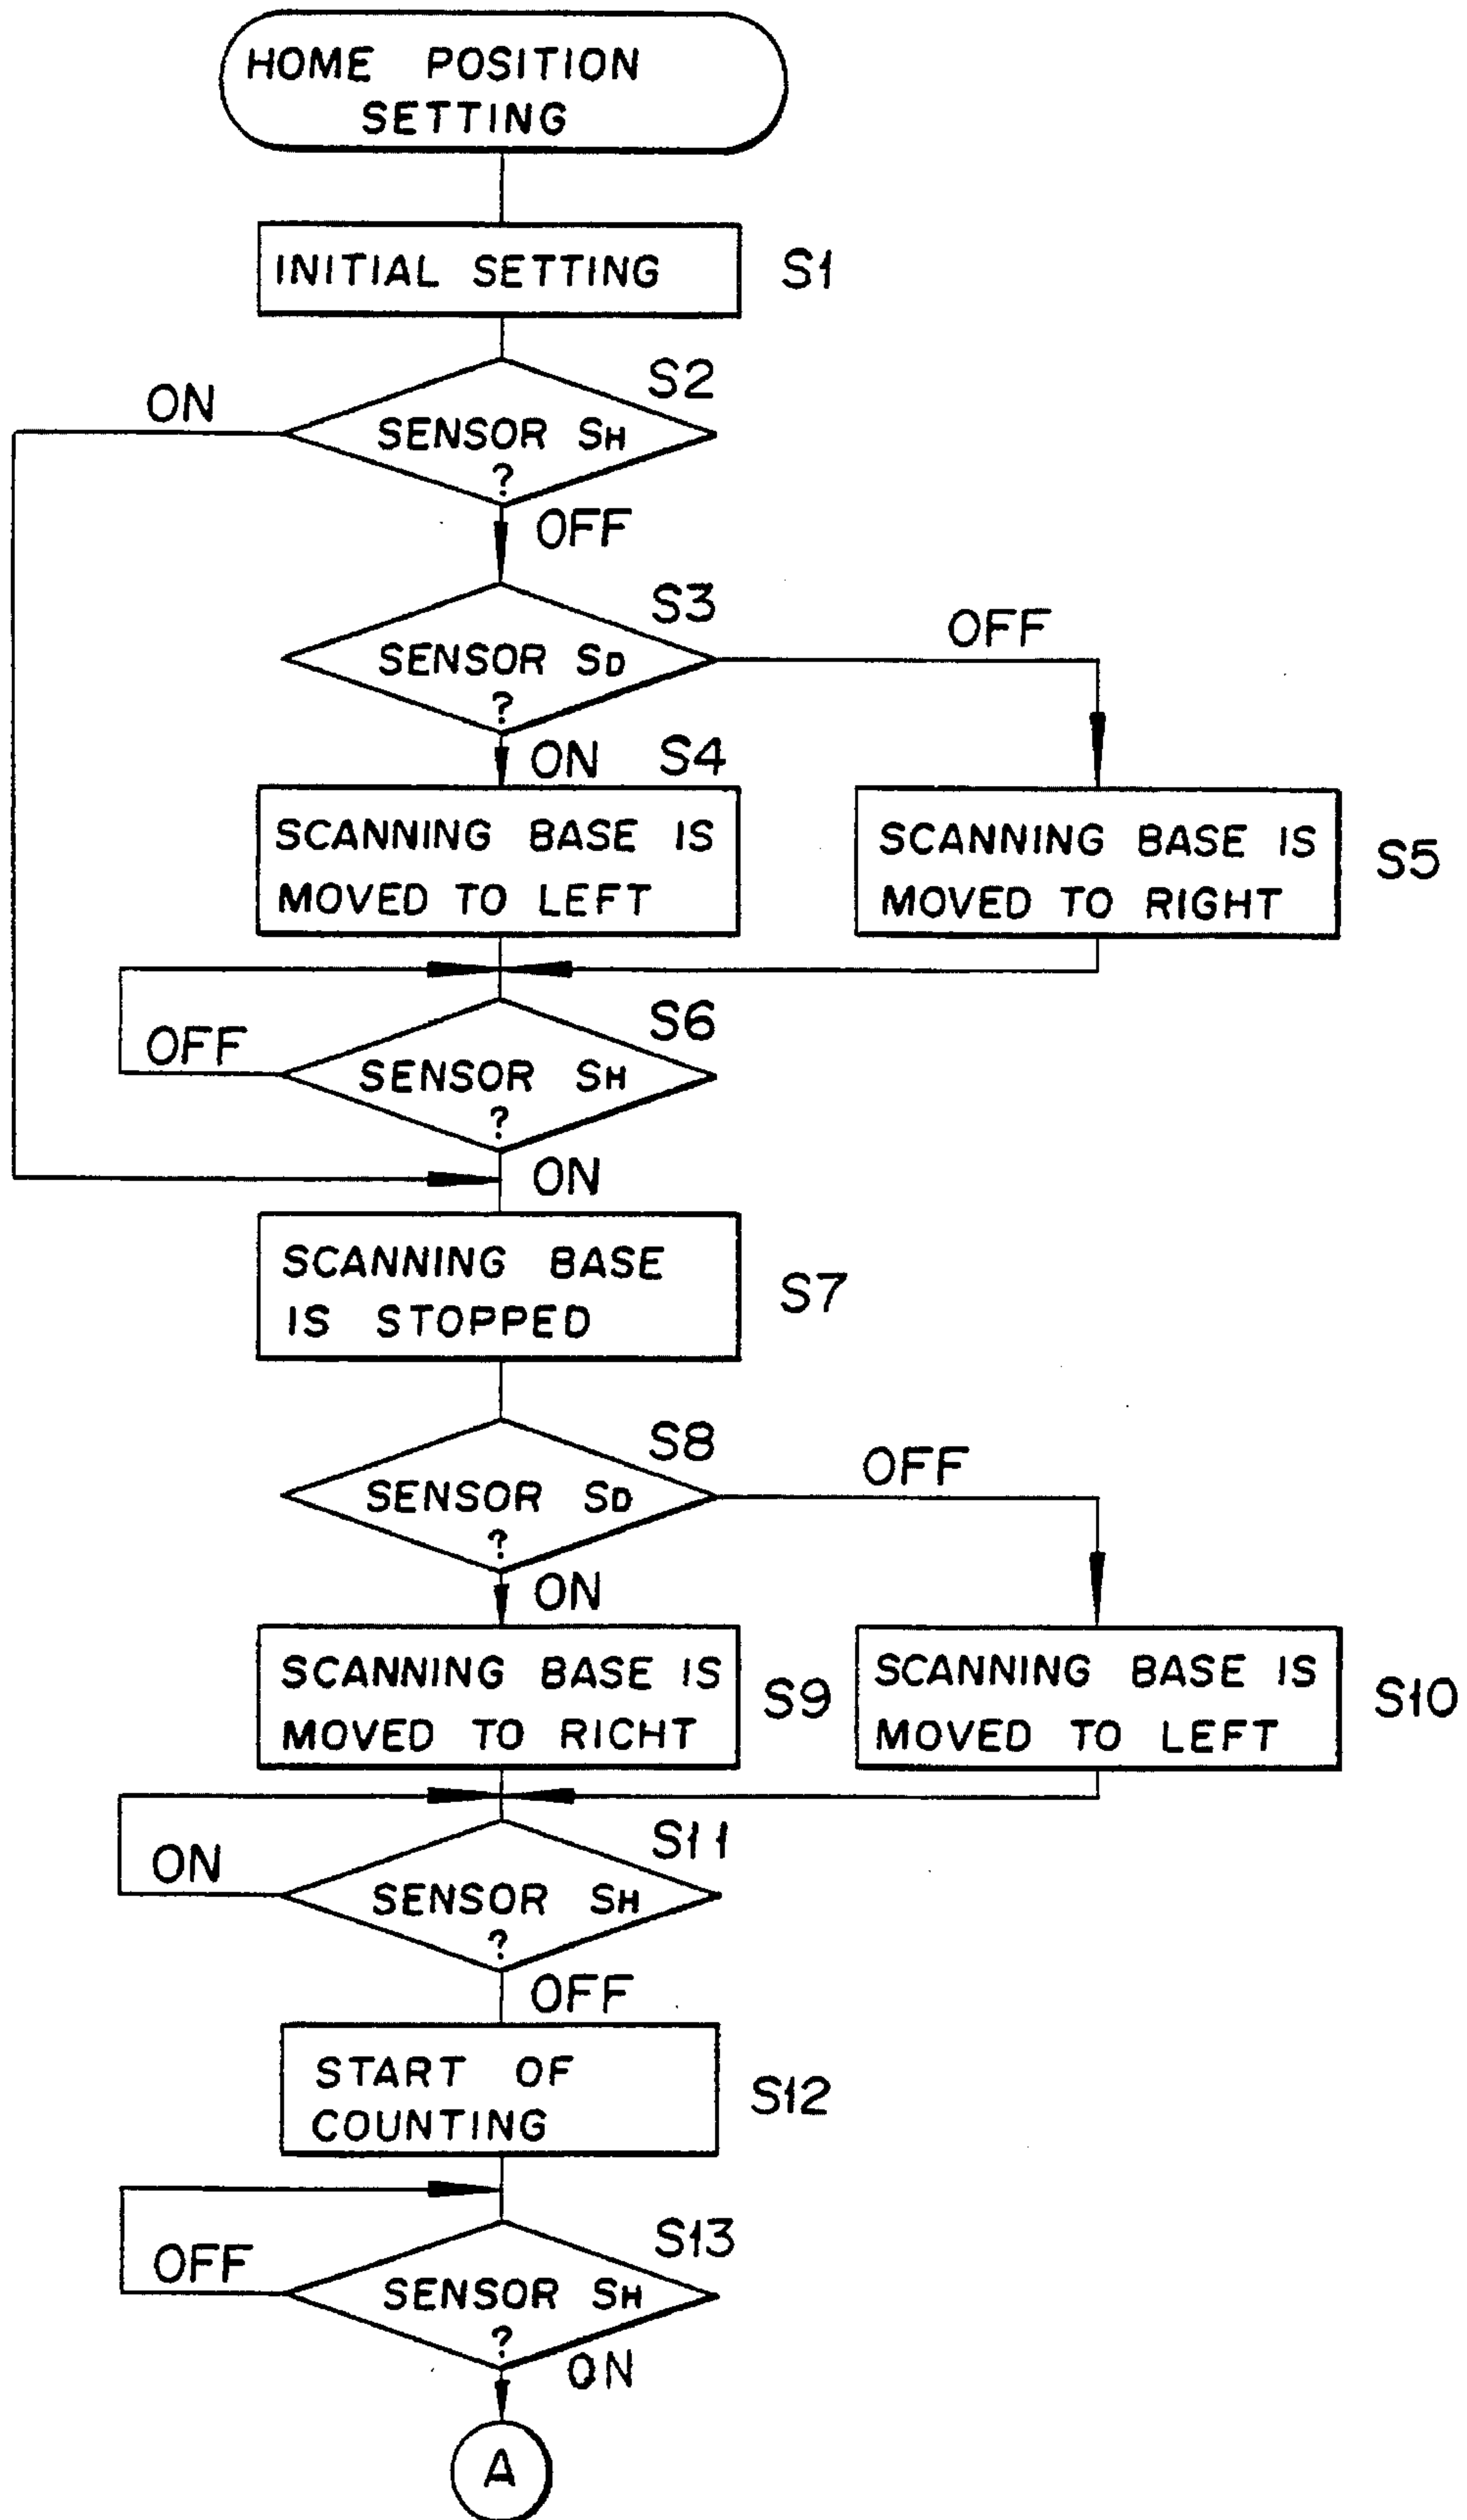 HOME POSITION
SETTING
INITIAL SETTING
S1
S2
ON
SENSOR SH
?
OFF
S3
OFF
SENSOR SD
?
ON
S4
SCANNING BASE IS
MOVED TO LEFT
SCANNING BASE IS
MOVED TO RIGHT
S5
S6
OFF
SENSOR SH
?
ON
SCANNING BASE
IS STOPPED
S7
S8
OFF
SENSOR SD
?
ON
SCANNING BASE IS
MOVED TO RICHT
S9
SCANNING BASE IS
MOVED TO LEFT
S10
S11
ON
SENSOR SH
?
OFF
START OF
COUNTING
S12
S13
OFF
SENSOR SH
?
ON
A